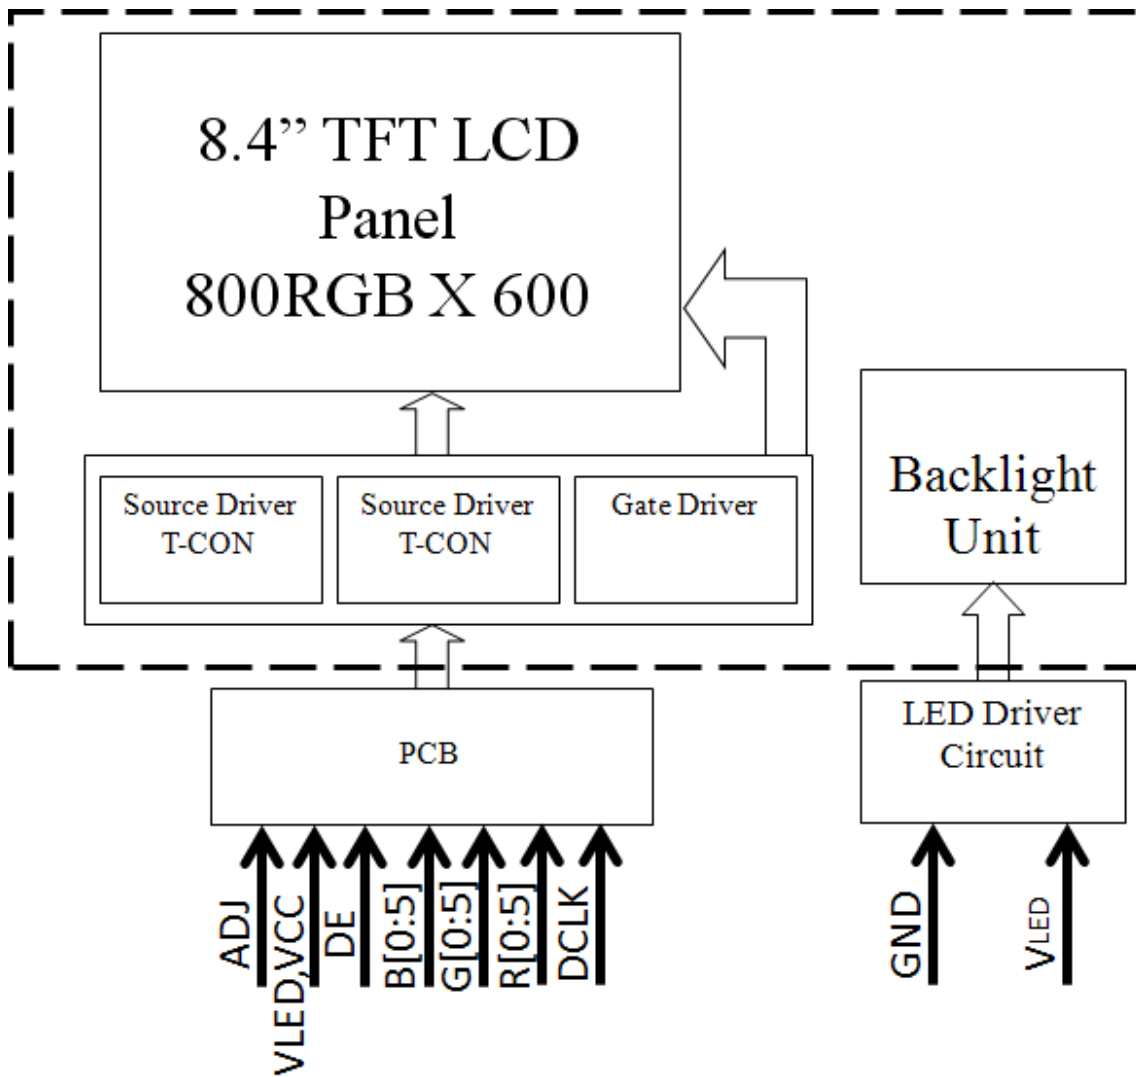 8.4” TFT LCD
Panel
800RGB X 600
Source Driver
T-CON
Source Driver
T-CON
Gate Driver
Backlight
Unit
PCB
LED Driver
Circuit
ADJ
VLED,VCC
DE
B[0:5]
G[0:5]
R[0:5]
DCLK
GND
VLED